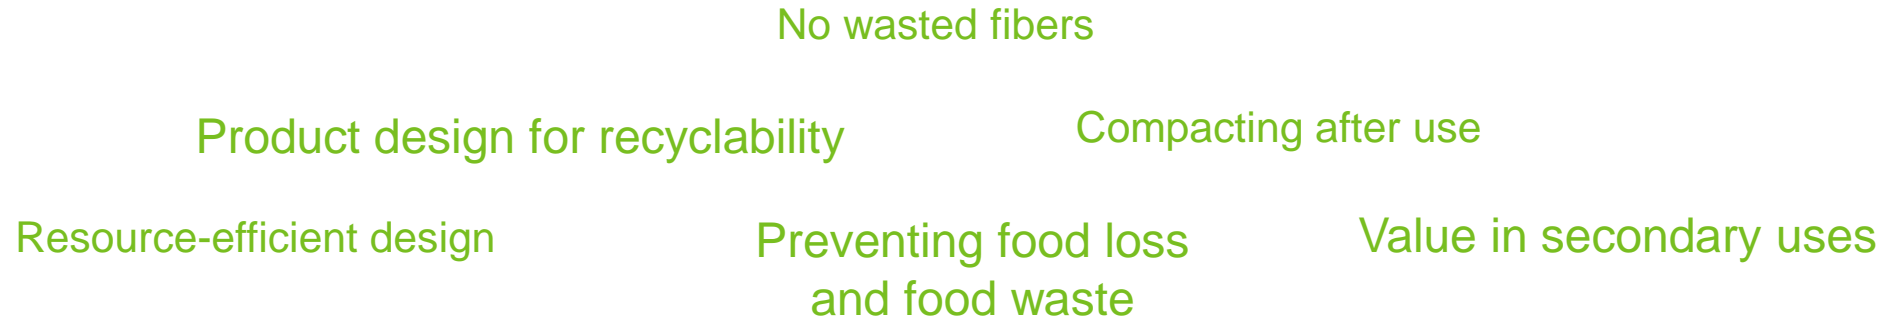 No wasted fibers
Product design for recyclability
Compacting after use
Resource-efficient design
Preventing food loss
and food waste
Value in secondary uses